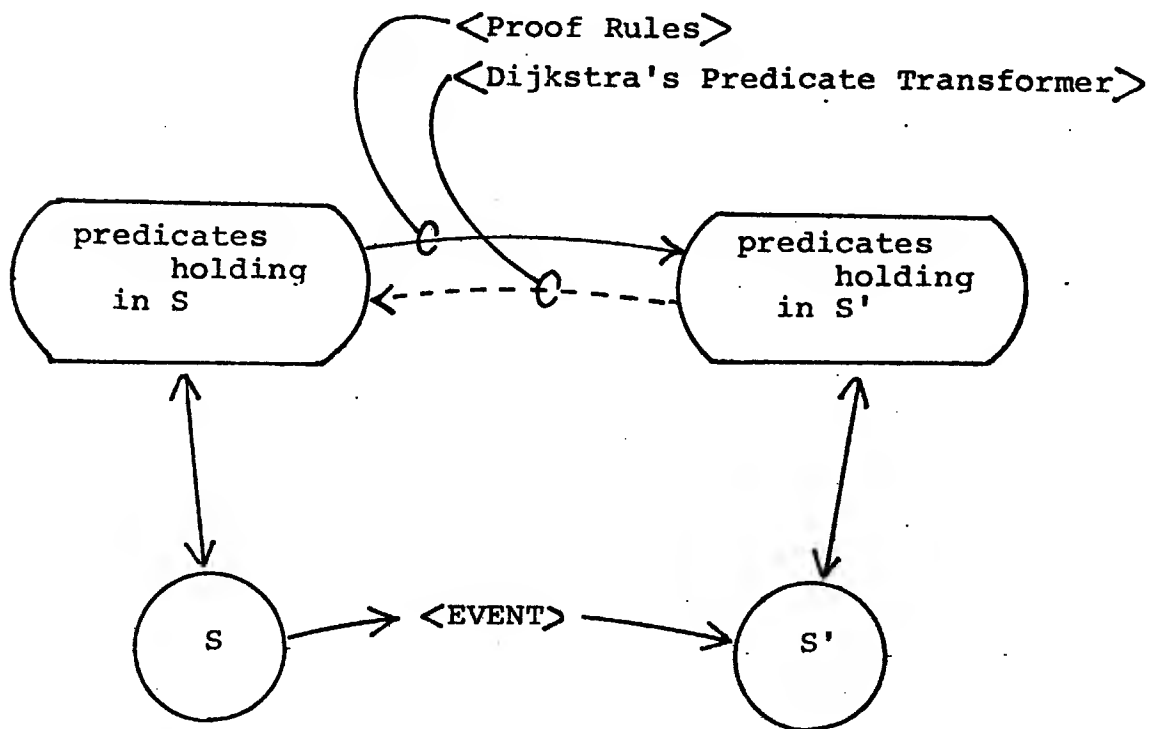 <Proof Rules>
<Dijkstra's Predicate Transformer>
predicates
holding
in S
predicates
holding
in S'
S
<EVENT>
S'